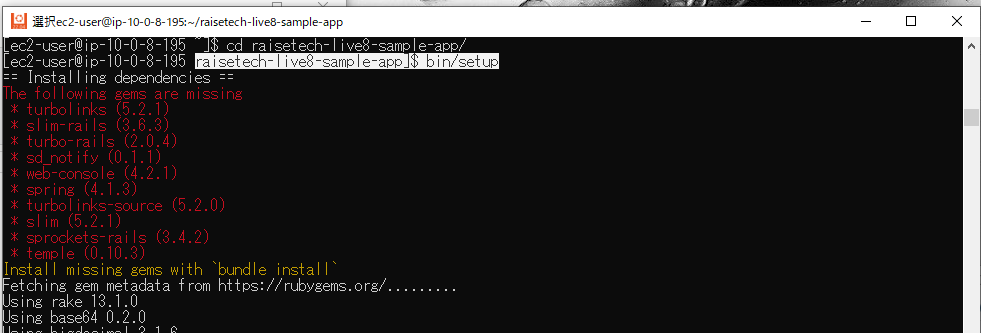 選択ec2-user@ip-10-0-8-195:~/raisetech-live8-sample-app
[ec2-user@ip-10-0-8-195 ~]$ cd raisetech-live8-sample-app/
[ec2-user@ip-10-0-8-195 raisetech-live8-sample-app]$ bin/setup
== Installing dependencies ==
The following gems are missing
* turbolinks (5.2.1)
* slim-rails (3.6.3)
* turbo-rails (2.0.4)
* sd_notify (0.1.1)
* web-console (4.2.1)
* spring (4.1.3)
* turbolinks-source (5.2.0)
* slim (5.2.1)
* sprockets-rails (3.4.2)
* temple (0.10.3)
Install missing gems with `bundle install`
Fetching gem metadata from https://rubygems.org/.........
Using rake 13.1.0
Using base64 0.2.0
Using bigdecimal 3.1.6